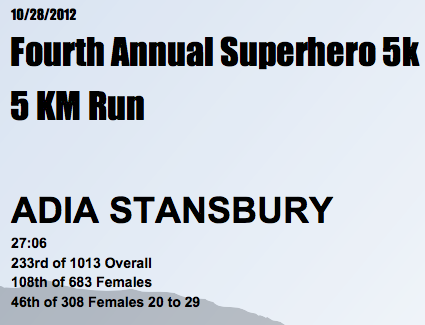 10/28/2012
Fourth Annual Superhero 5k
5 KM Run
ADIA STANSBURY
27:06
233rd of 1013 Overall
108th of 683 Females
46th of 308 Females 20 to 29